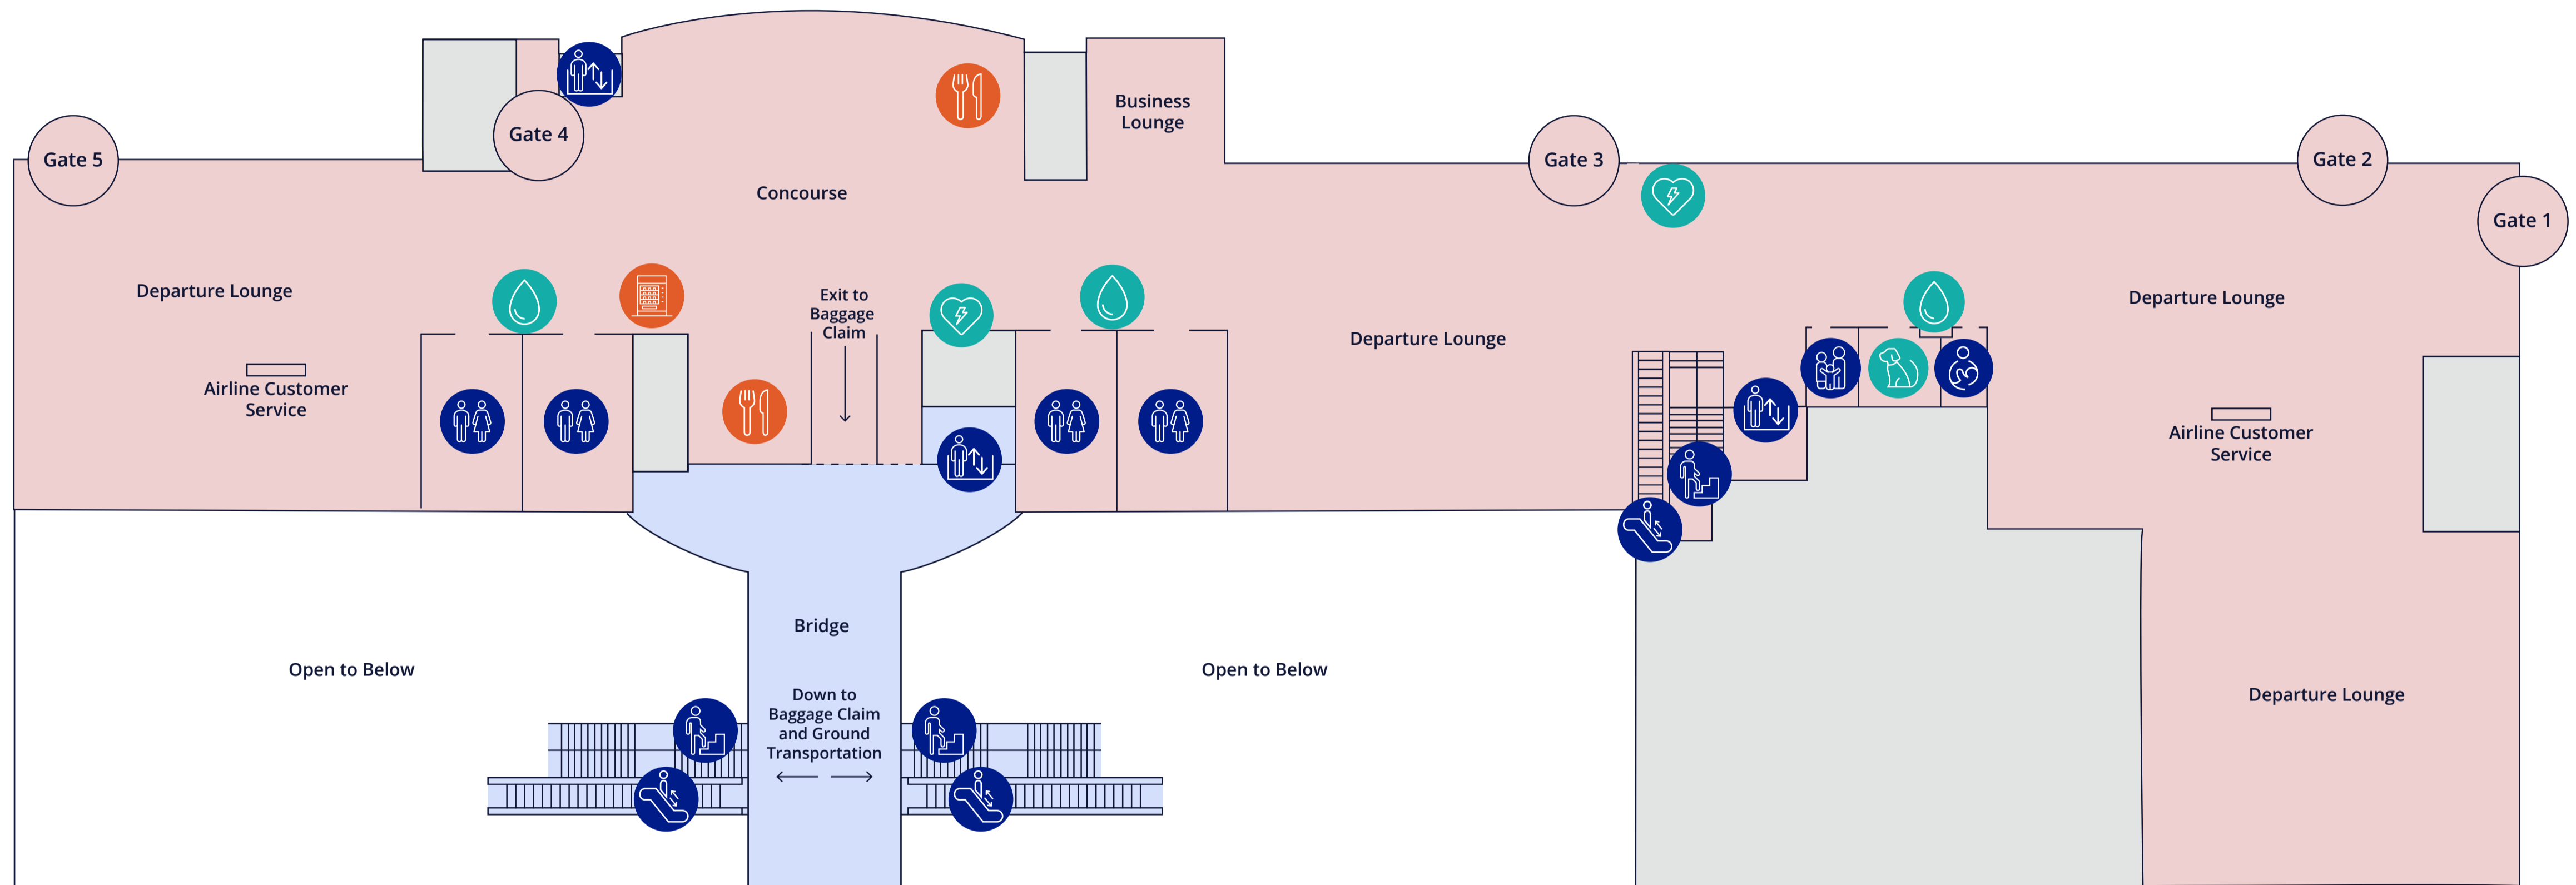 Business
Lounge
Gate 4
Gate 5
Gate 3
Gate 2
Concourse
Gate 1
Departure Lounge
Exit to
Baggage
Claim
Departure Lounge
Departure Lounge
Airline Customer
Service
Airline Customer
Service
Bridge
Open to Below
Open to Below
Down to
Baggage Claim
and Ground
Transportation
Departure Lounge